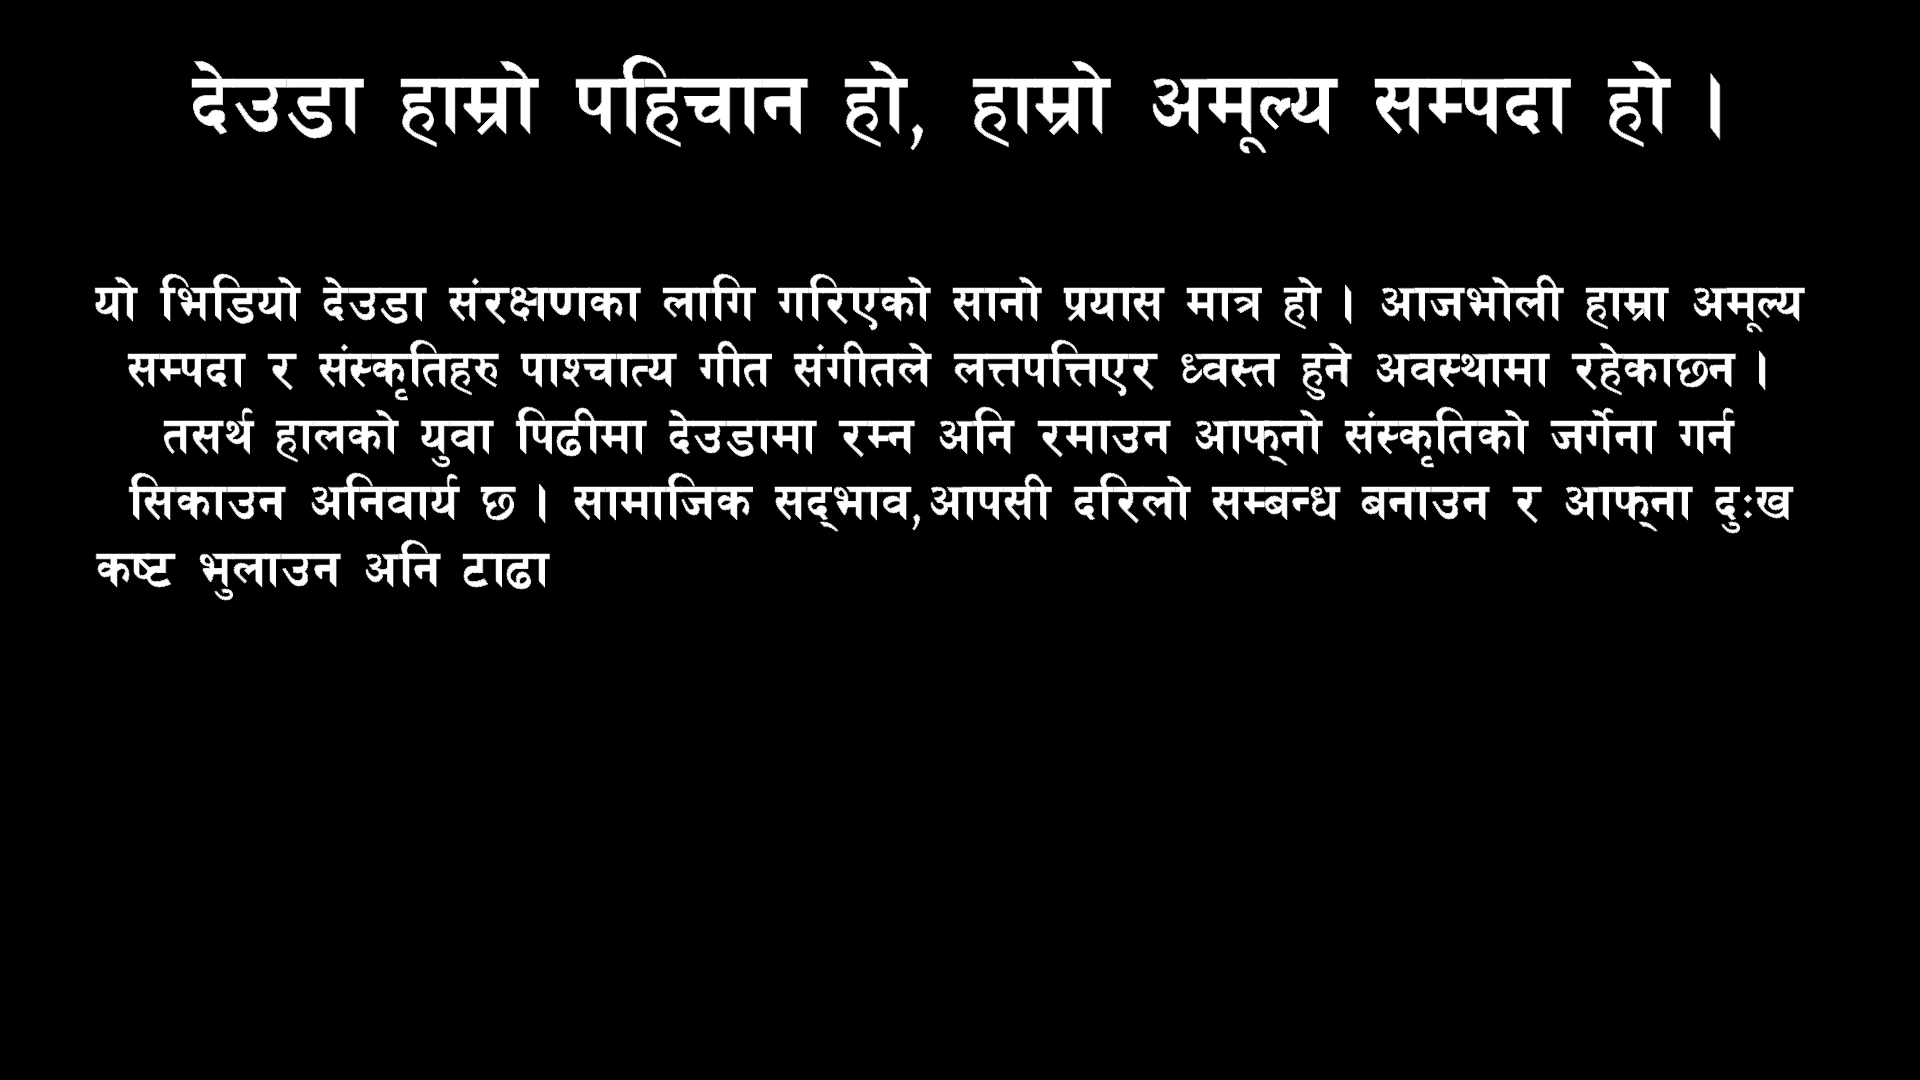 देउडा हाम्रो पहिचान हो, हाम्रो अमूल्य सम्पदा हो ।
यो भिडियो देउडा संरक्षणका लागि गरिएको सानो प्रयास मात्र हो । आजभोली हाम्रा अमूल्य
सम्पदा र संस्कृतिहरु पाश्चात्य गीत संगीतले लत्तपत्तिएर ध्वस्त हुने अवस्थामा रहेकाछ्न ।
तसर्थ हालको युवा पिढीमा देउडामा रम्न अनि रमाउन आफ्‌नो संस्कृतिको जर्गेना गर्न
सिकाउन अनिवार्य छ । सामाजिक सद्‌भाव,आपसी दरिलो सम्बन्ध बनाउन र आफ्‌ना दुःख
कष्ट भुलाउन अनि टाढा